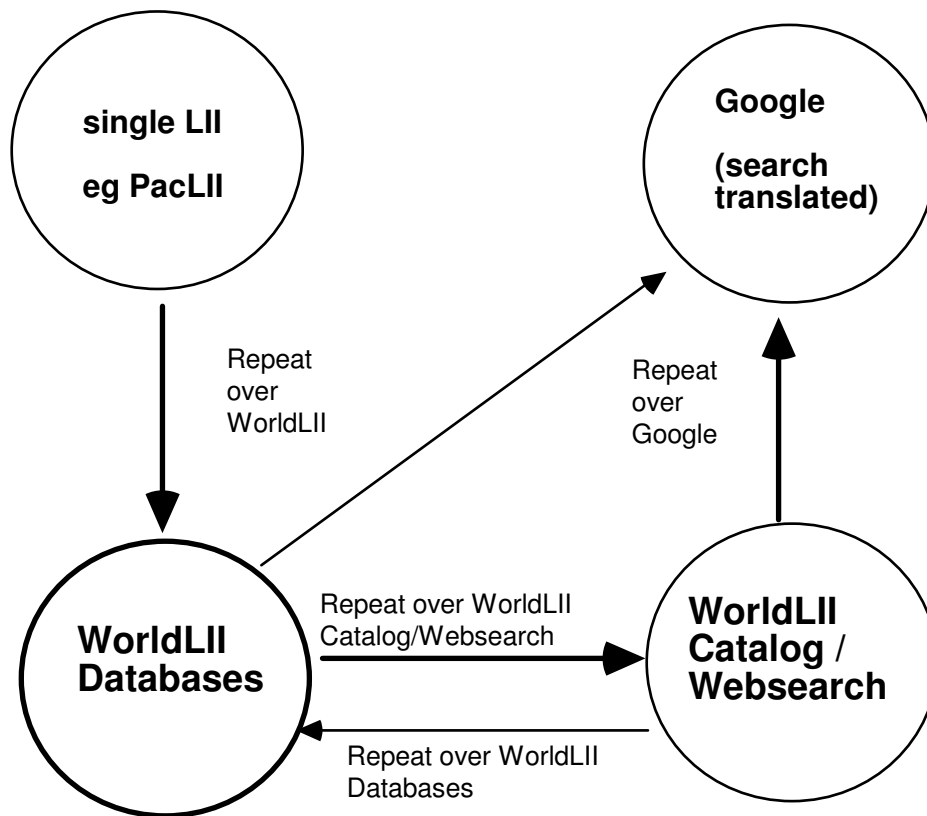 single LII
eg PacLII
Google
(search
translated)
Repeat
over
WorldLII
Repeat
over
Google
WorldLII
Databases
Repeat over WorldLII
Catalog/Websearch
WorldLII
Catalog /
Websearch
Repeat over WorldLII
Databases